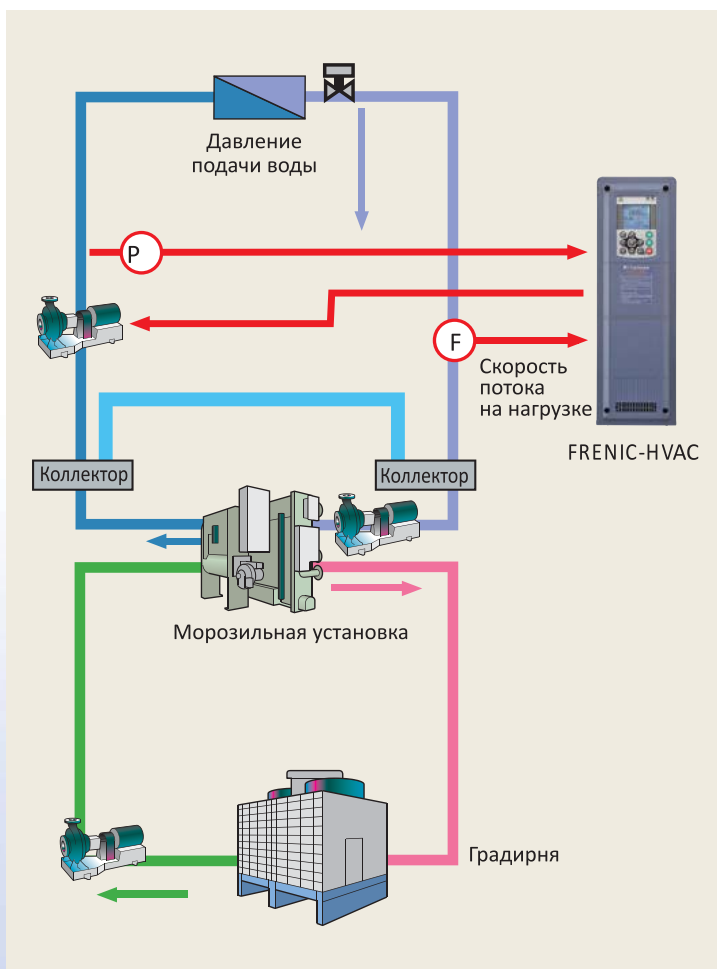 Давление
подачи воды
P
F
Скорость
потока
на нагрузке
FRENIC-HVAC
Коллектор
Коллектор
Морозильная установка
Градирня